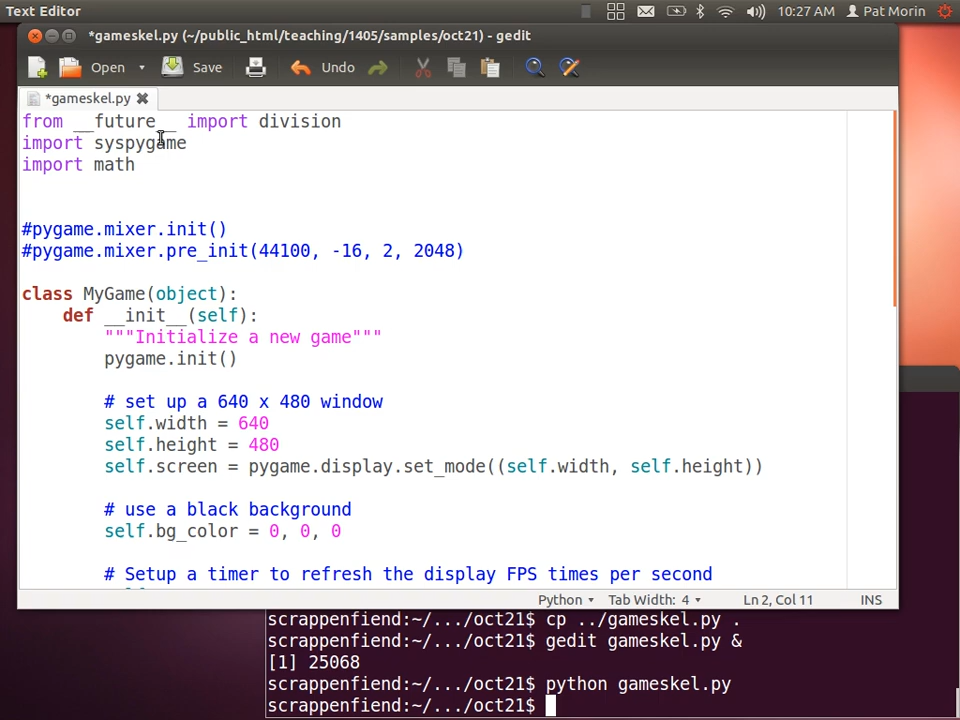 Text Editor
10:27 AM
Pat Morin
*gameskel.py (~/public_html/teaching/1405/samples/oct21) - gedit
Open
Save
Undo
*gameskel.py
from __future__ import division
import syspygame
import math
#pygame.mixer.init()
#pygame.mixer.pre_init(44100, -16, 2, 2048)
class MyGame(object):
def __init__(self):
"""Initialize a new game"""
pygame.init()
# set up a 640 x 480 window
self.width = 640
self.height = 480
self.screen = pygame.display.set_mode((self.width, self.height))
# use a black background
self.bg_color = 0, 0, 0
# Setup a timer to refresh the display FPS times per second
Python
Tab Width: 4
Ln 2, Col 11
INS
scrappenfiend:~/.../oct21$ cp ../gameskel.py .
scrappenfiend:~/.../oct21$ gedit gameskel.py &
[1] 25068
scrappenfiend:~/.../oct21$ python gameskel.py
scrappenfiend:~/.../oct21$